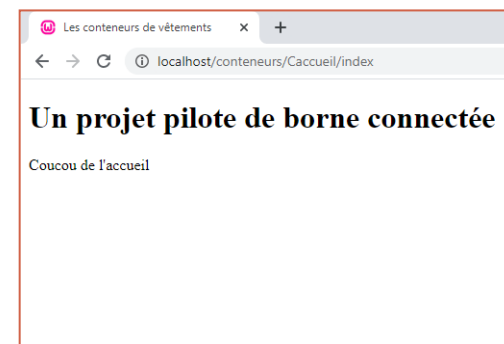 Les conteneurs de vêtements
localhost/conteneurs/Caccueil/index
Un projet pilote de borne connectée
Coucou de l'accueil